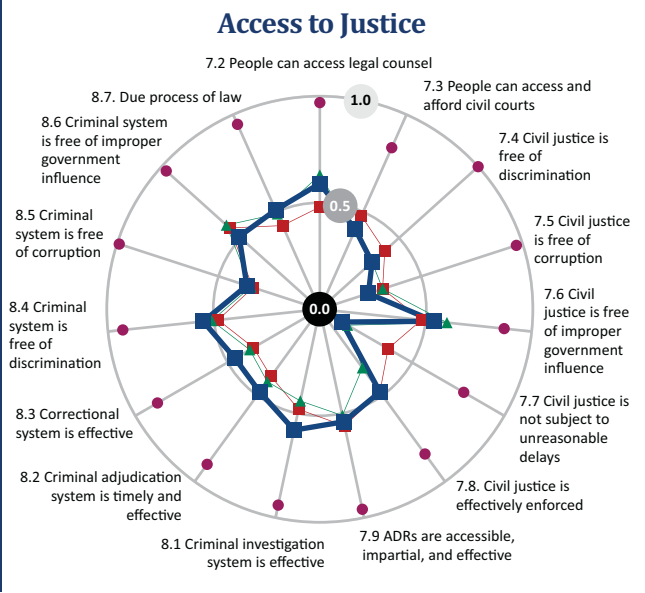 Access to Justice
7.2 People can access legal counsel
1.0
7.3 People can access and
afford civil courts
7.4 Civil justice is
free of
discrimination
7.5 Civil justice
is free of
corruption
7.6 Civil
justice is free
of improper
government
influence
7.7 Civil justice is
not subject to
unreasonable
delays
7.8. Civil justice is
effectively enforced
7.9 ADRs are accessible,
impartial, and effective
8.1 Criminal investigation
system is effective
8.2 Criminal adjudication
system is timely and
effective
8.3 Correctional
system is effective
8.4 Criminal
system is
free of
discrimination
8.5 Criminal
system is free
of corruption
8.6 Criminal system
is free of improper
government
influence
8.7. Due process of law
0.5
0.0